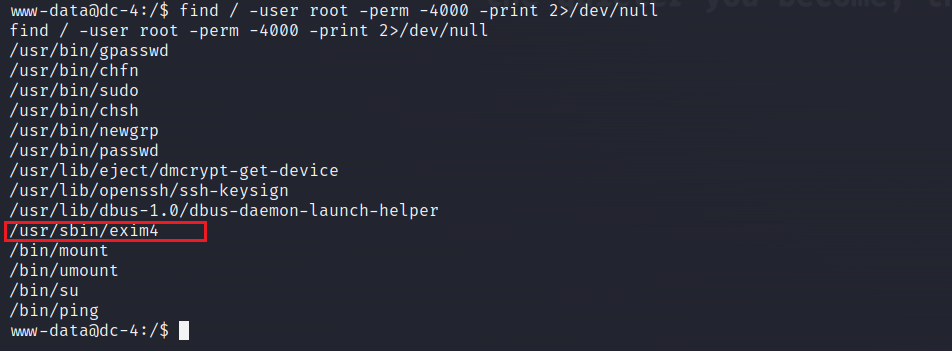 www-data@dc-4:/$ find / -user root -perm -4000 -print 2>/dev/null
find / -user root -perm -4000 -print 2>/dev/null
/usr/bin/gpasswd
/usr/bin/chfn
/usr/bin/sudo
/usr/bin/chsh
/usr/bin/newgrp
/usr/bin/passwd
/usr/lib/eject/dmcrypt-get-device
/usr/lib/openssh/ssh-keysign
/usr/lib/dbus-1.0/dbus-daemon-launch-helper
/usr/sbin/exim4
/bin/mount
/bin/umount
/bin/su
/bin/ping
www-data@dc-4:/$